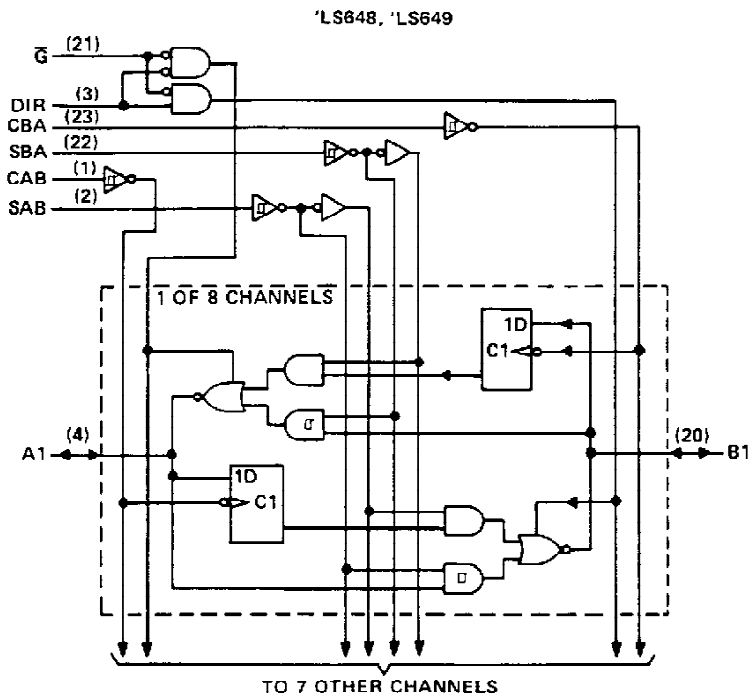 'LS648, 'LS649
G̅ (21)
DIR (3)
CBA (23)
SBA (22)
CAB (1)
SAB (2)
1 OF 8 CHANNELS
1D
C1
A1 (4)
(20) B1
1D
C1
TO 7 OTHER CHANNELS